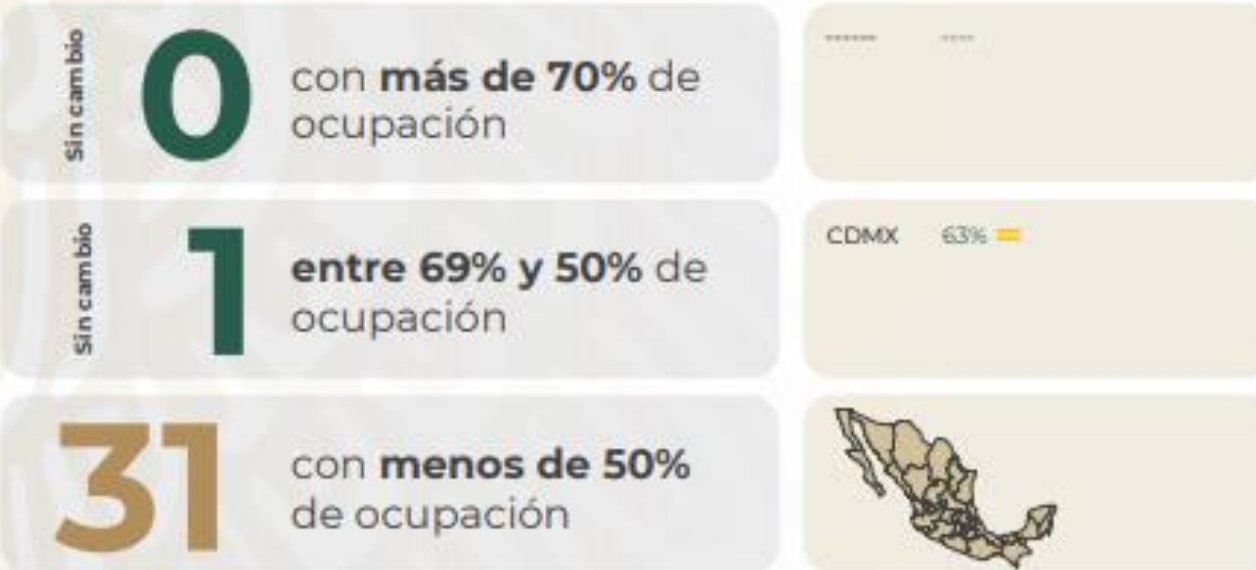 Sin cambio
0
con más de 70% de
ocupación
Sin cambio
1
entre 69% y 50% de
ocupación
CDMX 63%
31
con menos de 50%
de ocupación